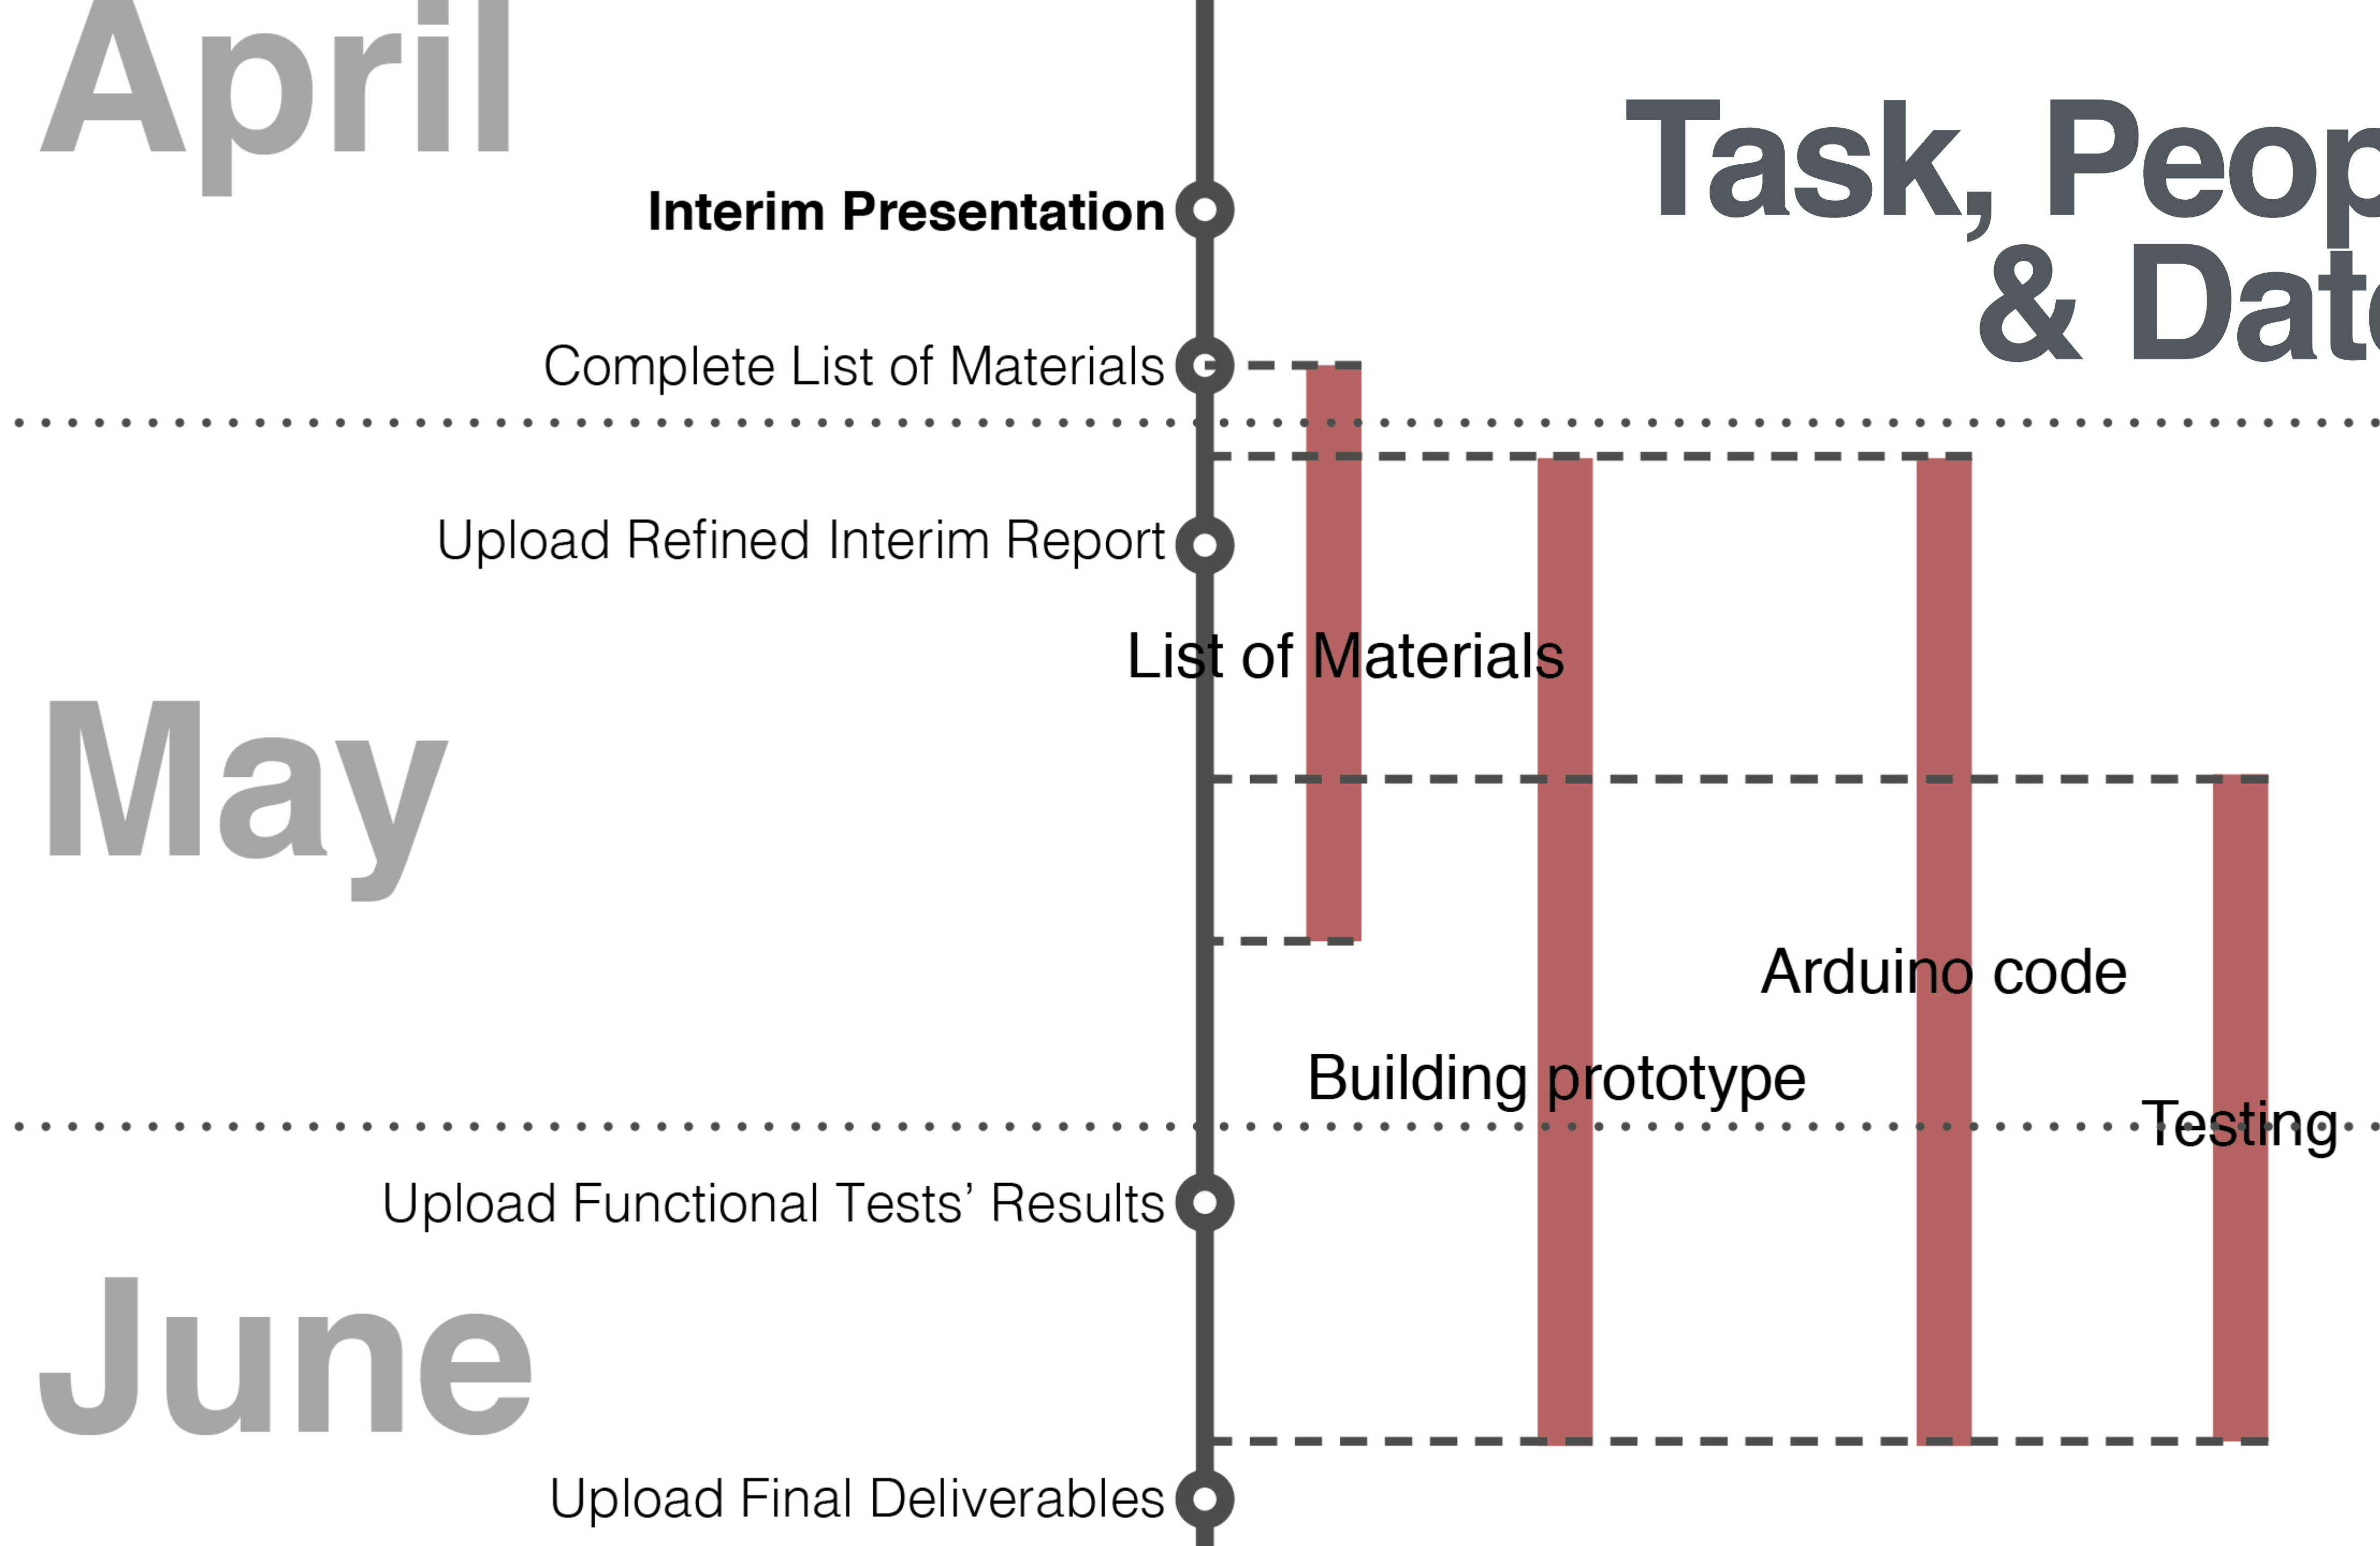 April
Task, Peop
& Dat
Interim Presentation
Complete List of Materials
Upload Refined Interim Report
List of Materials
May
Arduino code
Building prototype
Testing
Upload Functional Tests’ Results
June
Upload Final Deliverables